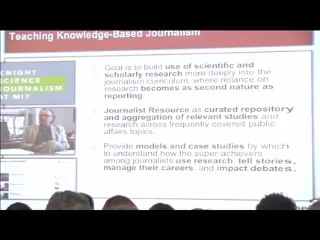 Teaching Knowledge-Based Journalism
KNIGHT
SCIENCE
JOURNALISM
AT MIT
Goal is to build use of scientific and
scholarly research more deeply into the
journalism curriculum, where reliance on
research becomes as second nature as
reporting.
Journalist Resource as curated repository
and aggregation of relevant studies and
research across frequently covered public
affairs topics.
Provide models and case studies by which
to understand how the super-achievers
among journalists use research, tell stories,
manage their careers, and impact debates.